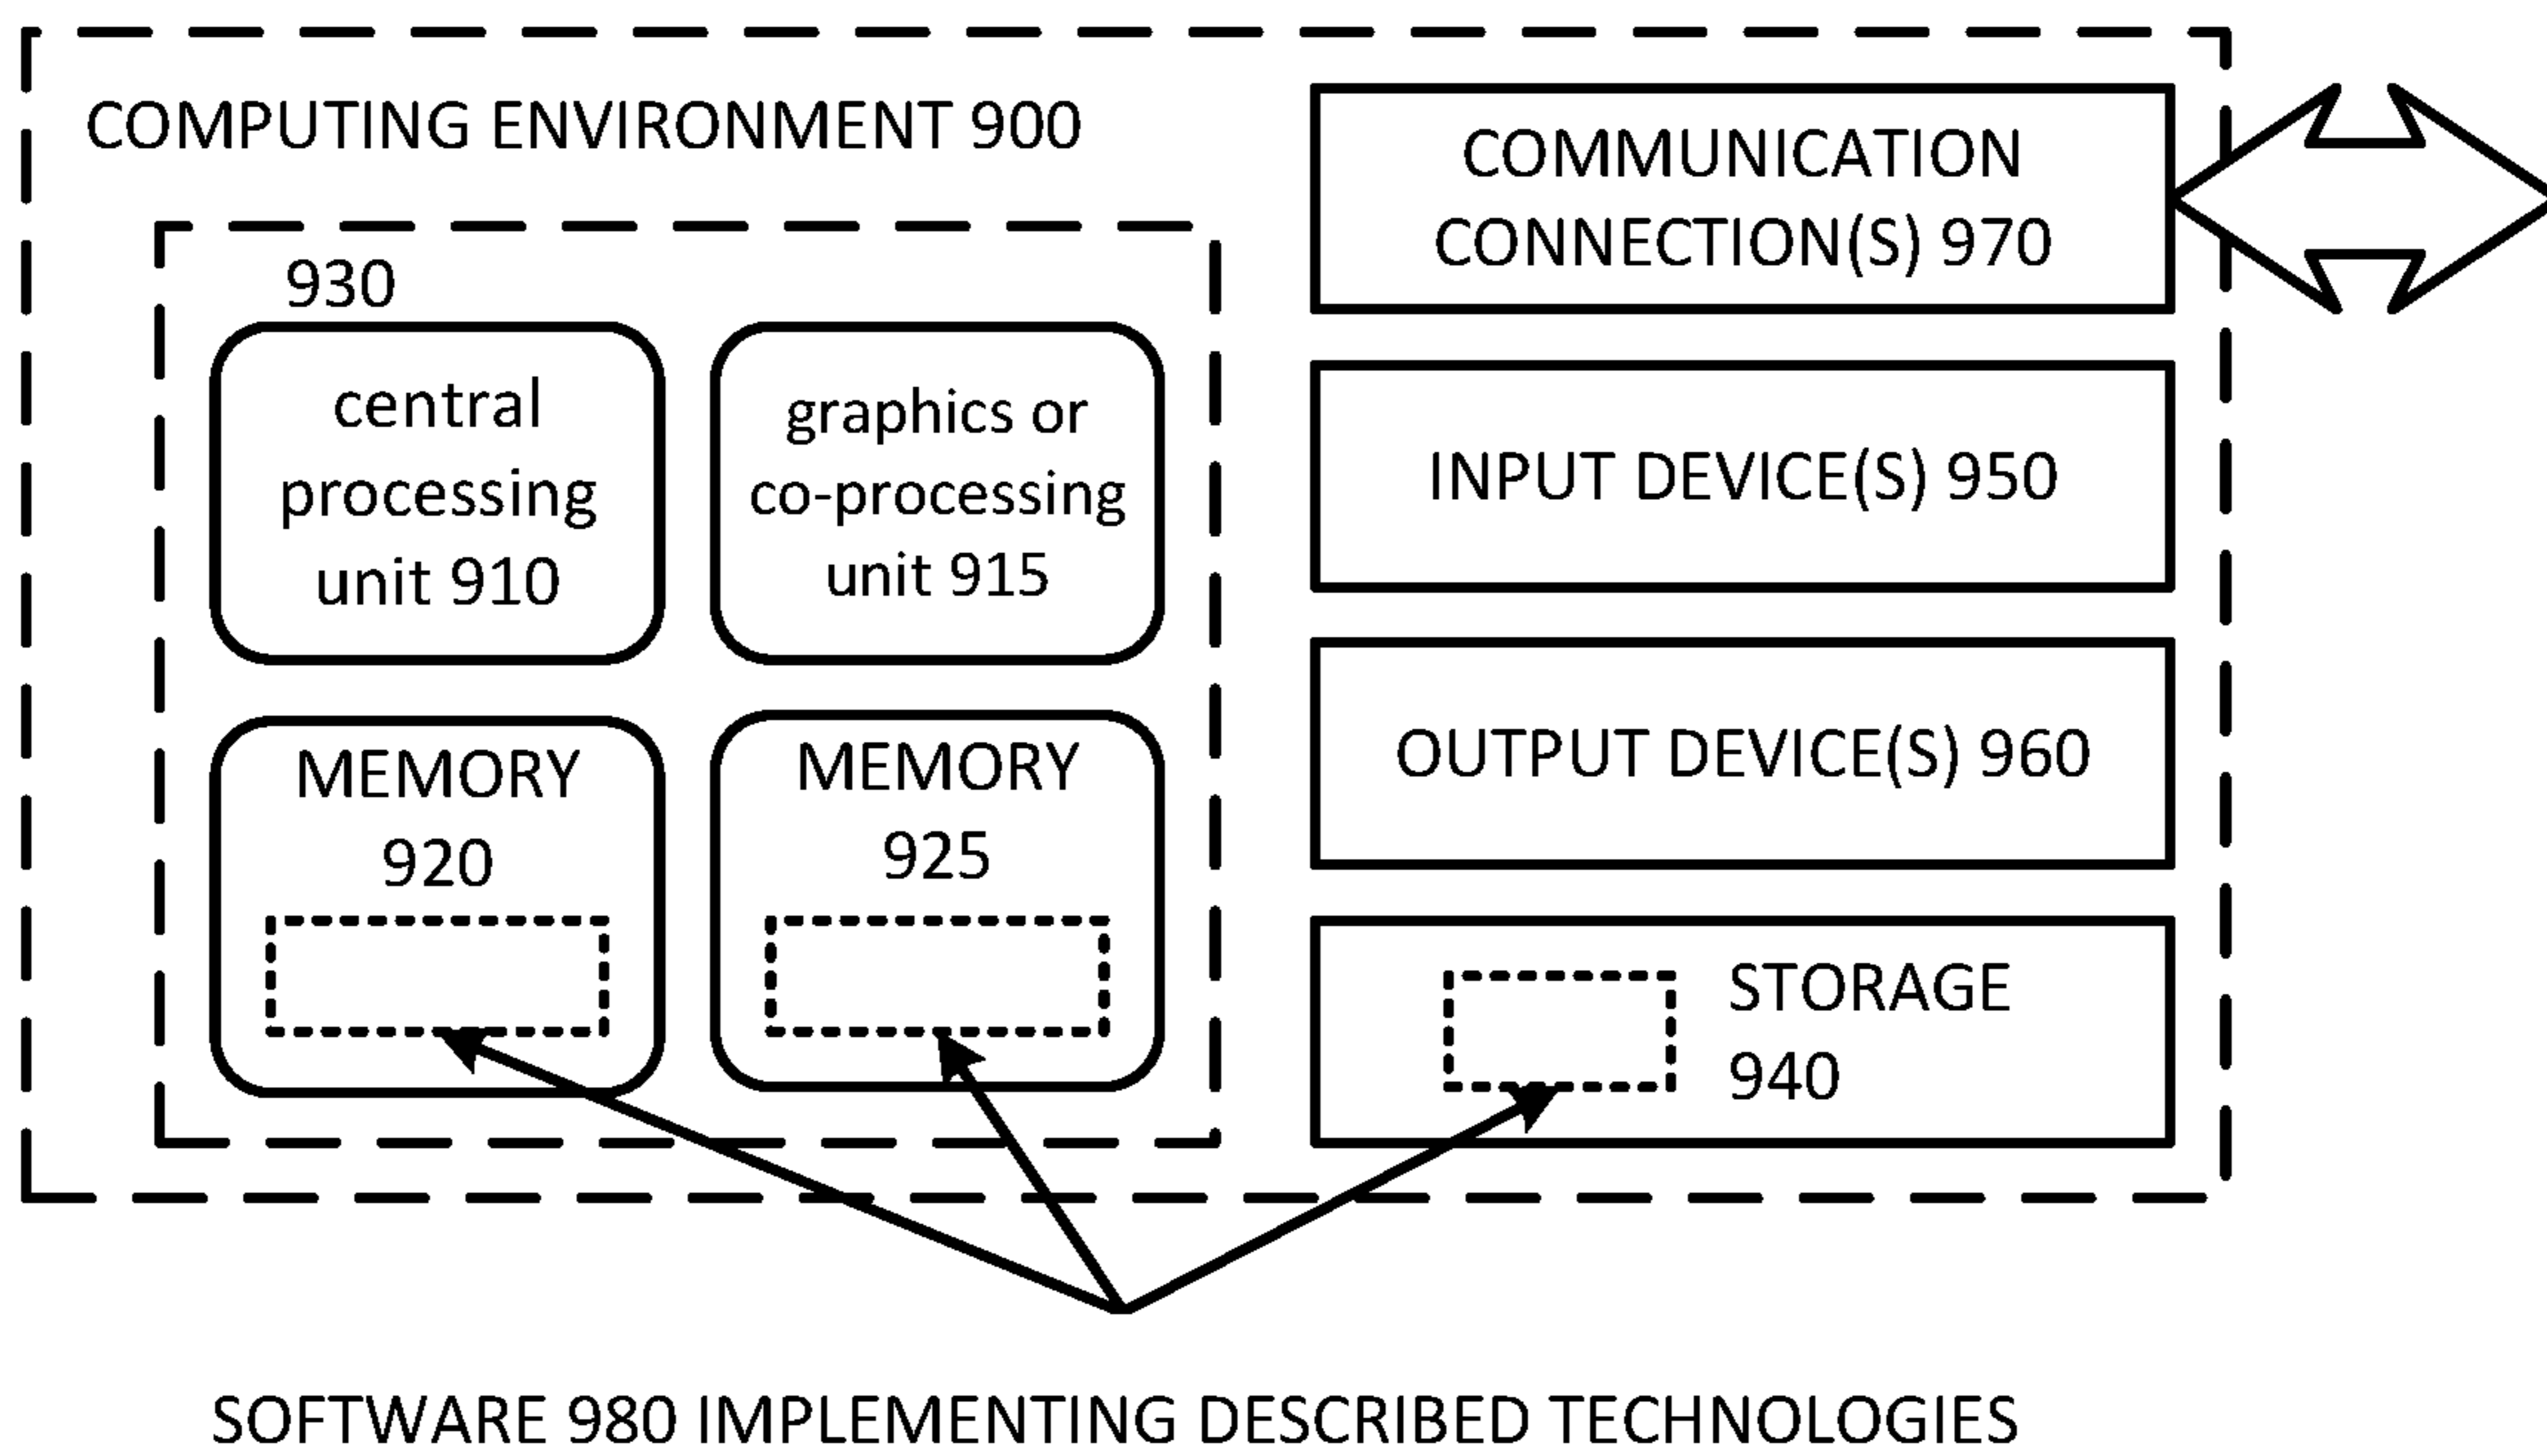 COMPUTING ENVIRONMENT 900
930
central
processing
unit 910
graphics or
co-processing
unit 915
MEMORY
920
MEMORY
925
COMMUNICATION
CONNECTION(S) 970
INPUT DEVICE(S) 950
OUTPUT DEVICE(S) 960
STORAGE
940
SOFTWARE 980 IMPLEMENTING DESCRIBED TECHNOLOGIES